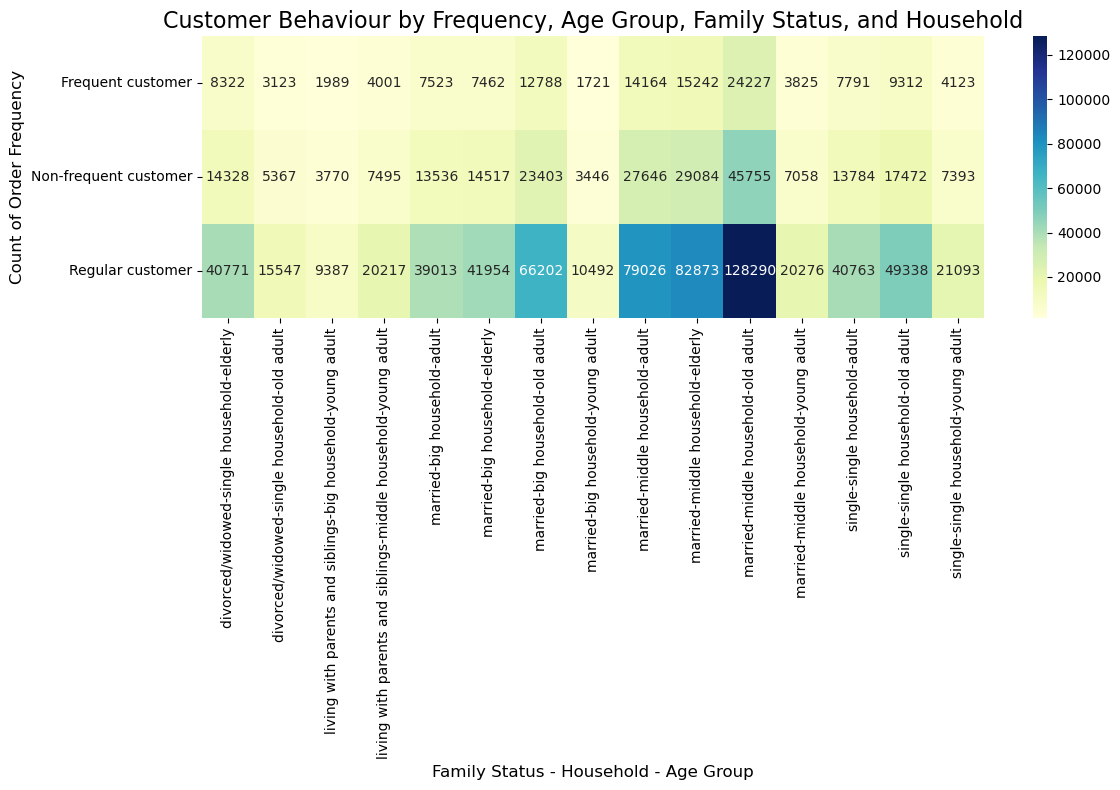 Customer Behaviour by Frequency, Age Group, Family Status, and Household
Count of Order Frequency
Frequent customer 8322 3123 1989 4001 7523 7462 12788 1721 14164 15242 24227 3825 7791 9312 4123
Non-frequent customer 14328 5367 3770 7495 13536 14517 23403 3446 27646 29084 45755 7058 13784 17472 7393
Regular customer 40771 15547 9387 20217 39013 41954 66202 10492 79026 82873 128290 20276 40763 49338 21093
divorced/widowed-single household-elderly
divorced/widowed-single household-old adult
living with parents and siblings-big household-young adult
living with parents and siblings-middle household-young adult
married-big household-adult
married-big household-elderly
married-big household-old adult
married-big household-young adult
married-middle household-adult
married-middle household-elderly
married-middle household-old adult
married-middle household-young adult
single-single household-adult
single-single household-old adult
single-single household-young adult
Family Status - Household - Age Group
120000
100000
80000
60000
40000
20000